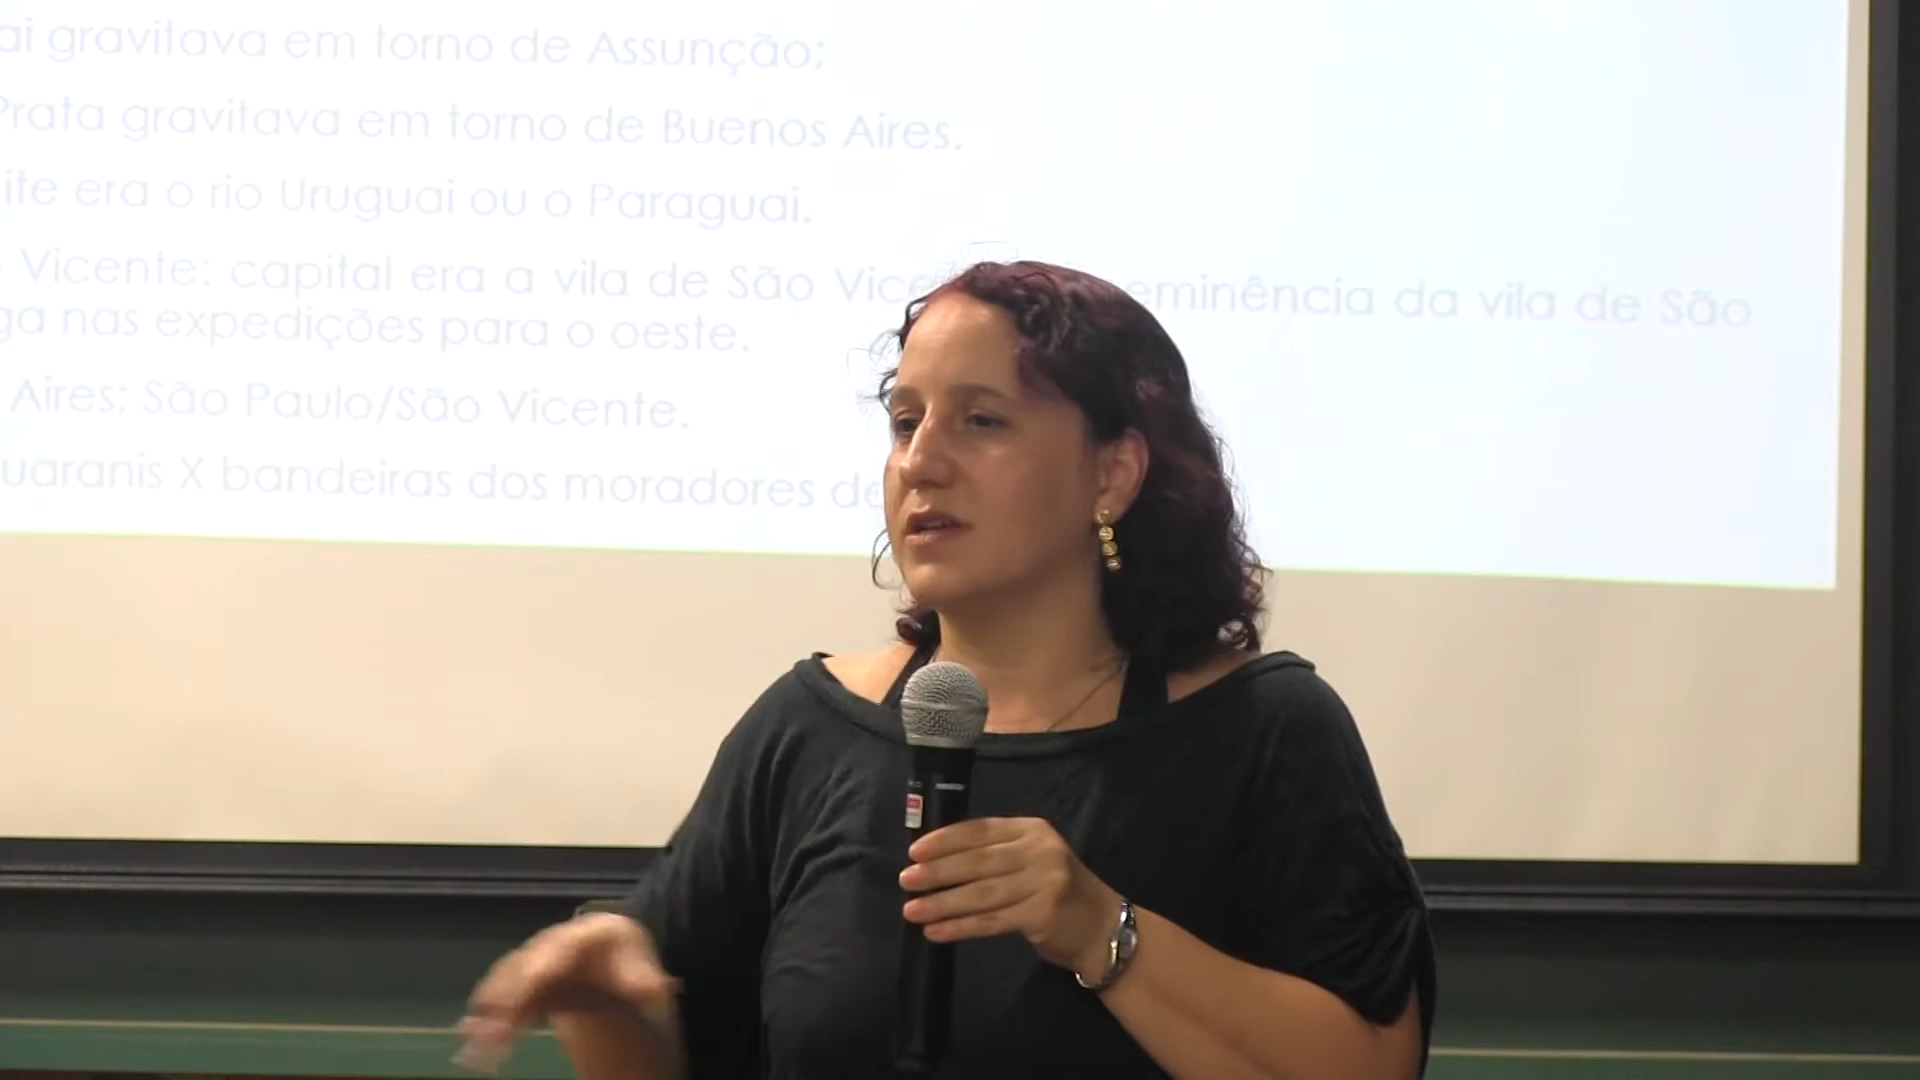 ai gravitava em torno de Assunção;
Prata gravitava em torno de Buenos Aires.
ite era o rio Uruguai ou o Paraguai.
Vicente: capital era a vila de São Vice eminência da vila de São
ga nas expedições para o oeste.
Aires; São Paulo/São Vicente.
uaranis X bandeiras dos moradores de